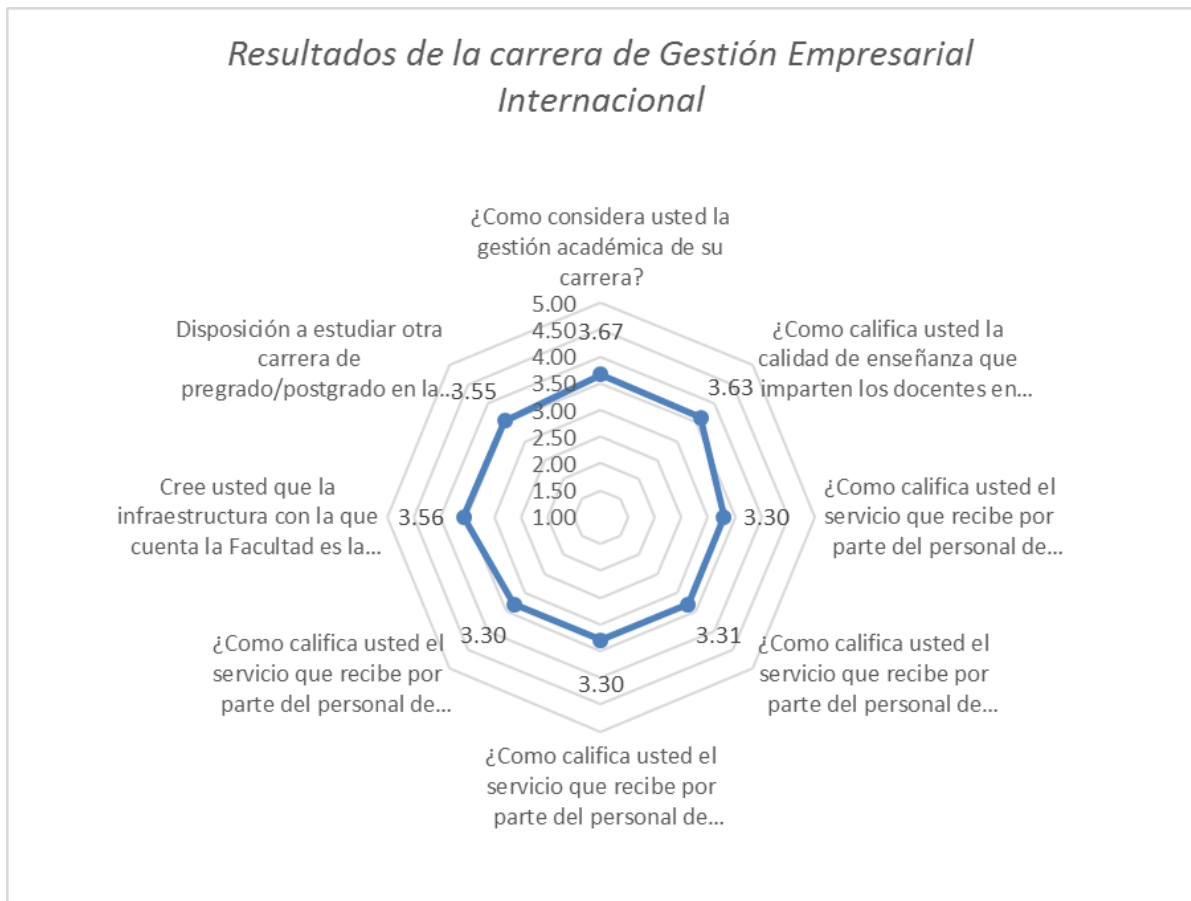 Resultados de la carrera de Gestión Empresarial
Internacional
¿Como considera usted la
gestión académica de su
carrera?
5.00
4.50
4.00
3.50
3.00
2.50
2.00
1.50
1.00
3.67
¿Como califica usted la
calidad de enseñanza que
imparten los docentes en...
3.63
¿Como califica usted el
servicio que recibe por
parte del personal de...
3.30
¿Como califica usted el
servicio que recibe por
parte del personal de...
3.31
¿Como califica usted el
servicio que recibe por
parte del personal de...
3.30
¿Como califica usted el
servicio que recibe por
parte del personal de...
3.30
Cree usted que la
infraestructura con la que
cuenta la Facultad es la...
3.56
Disposición a estudiar otra
carrera de
pregrado/postgrado en la...
3.55